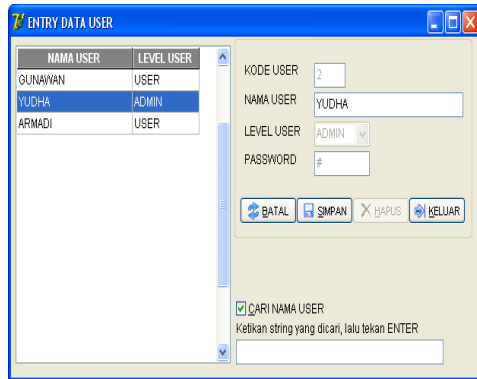 ENTRY DATA USER
NAMA USER LEVEL USER
GUNAWAN USER
YUDHA ADMIN
ARMADI USER
KODE USER 2
NAMA USER YUDHA
LEVEL USER ADMIN
PASSWORD #
BATAL SIMPAN HAPUS KELUAR
CARI NAMA USER
Ketikan string yang dicari, lalu tekan ENTER